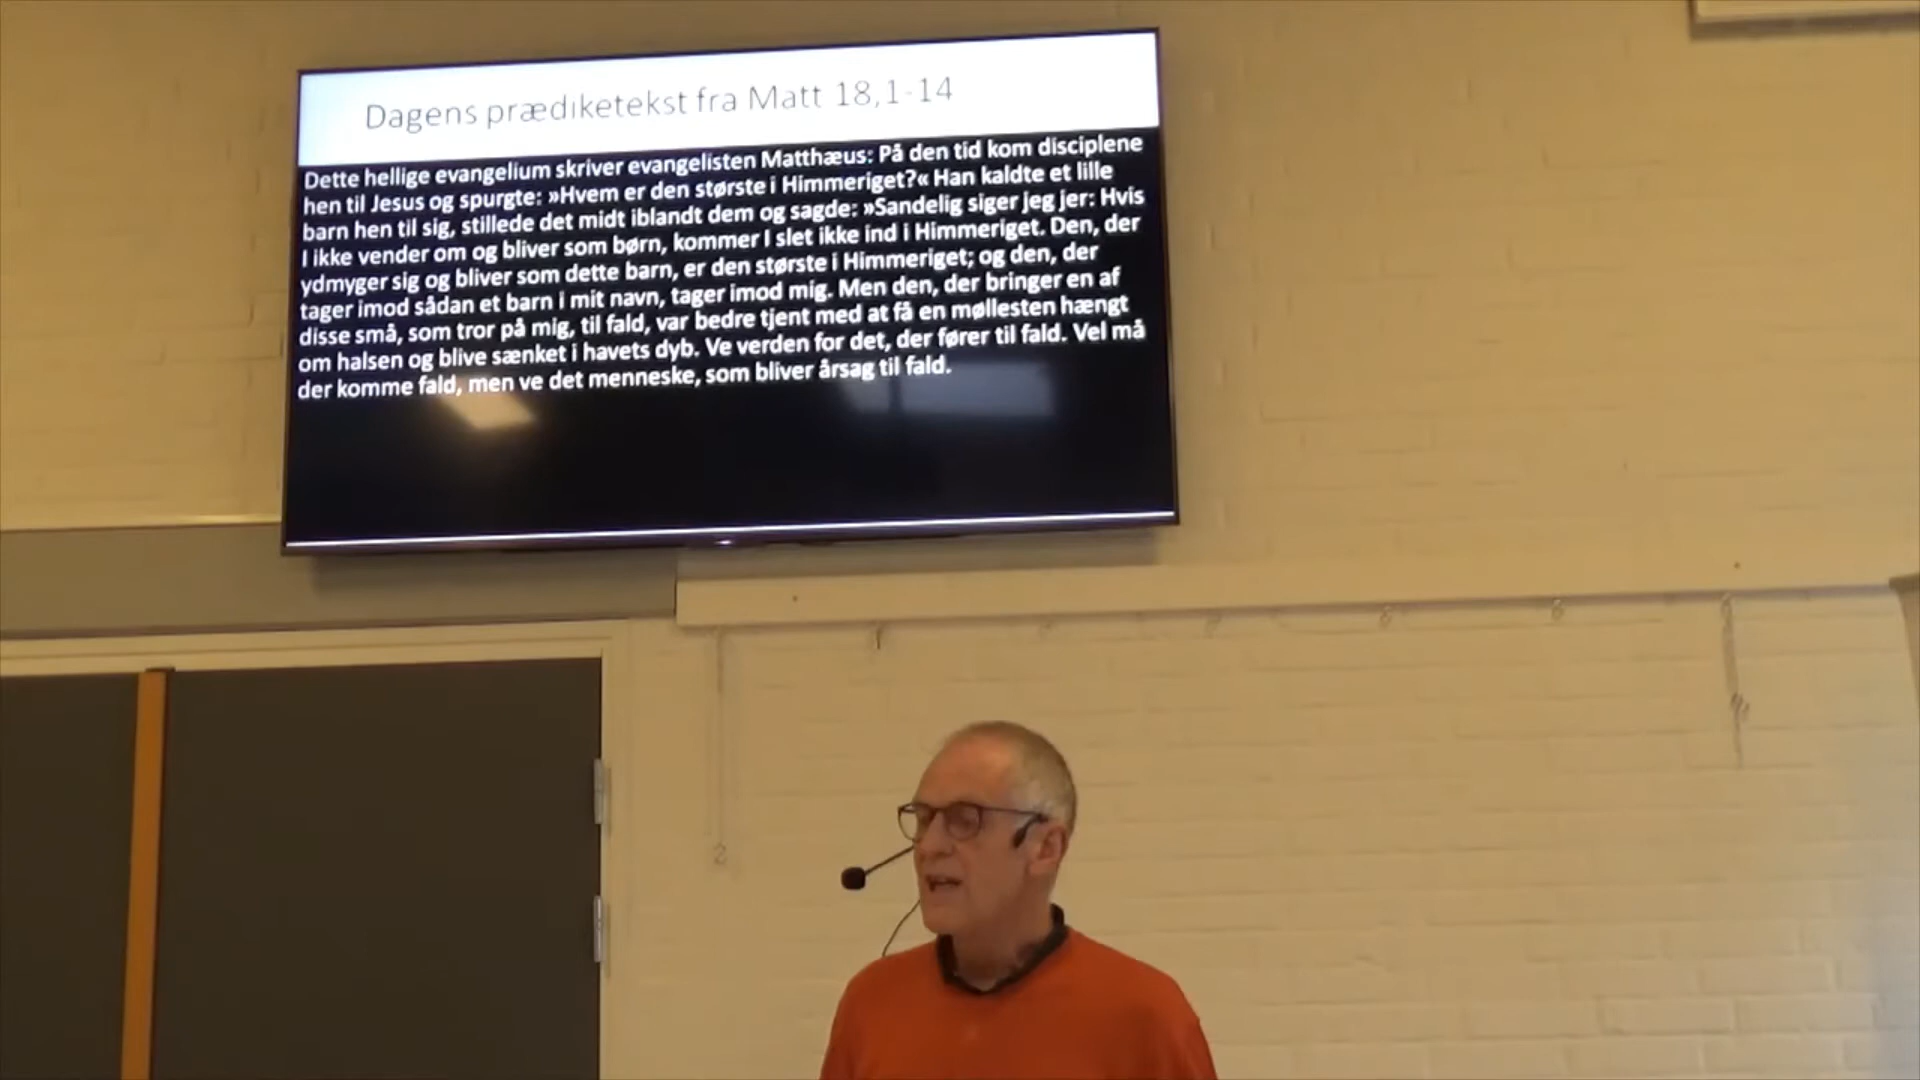 Dagens prædiketekst fra Matt 18,1-14
Dette hellige evangelium skriver evangelisten Matthæus: På den tid kom disciplene
hen til Jesus og spurgte: »Hvem er den største i Himmeriget?« Han kaldte et lille
barn hen til sig, stillede det midt iblandt dem og sagde: »Sandelig siger jeg jer: Hvis
I ikke vender om og bliver som børn, kommer I slet ikke ind i Himmeriget. Den, der
ydmyger sig og bliver som dette barn, er den største i Himmeriget; og den, der
tager imod sådan et barn i mit navn, tager imod mig. Men den, der bringer en af
disse små, som tror på mig, til fald, var bedre tjent med at få en møllesten hængt
om halsen og blive sænket i havets dyb. Ve verden for det, der fører til fald. Vel må
der komme fald, men ve det menneske, som bliver årsag til fald.